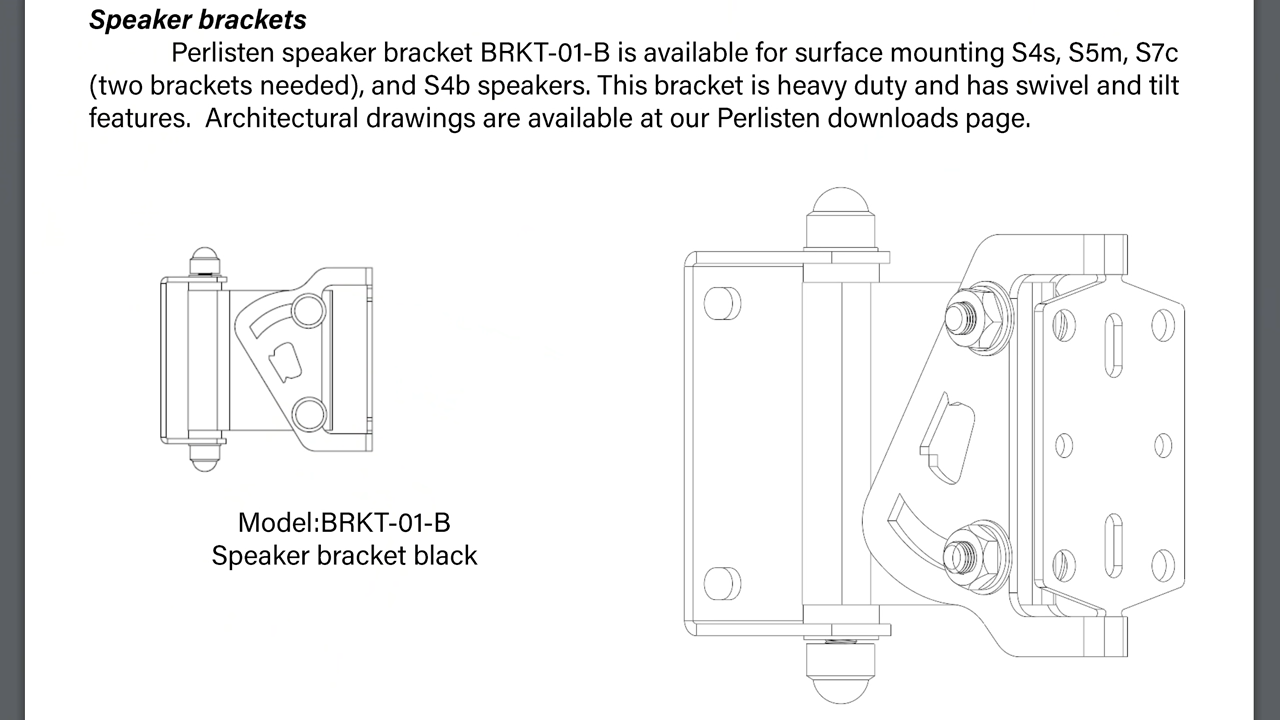 Speaker brackets
Perlisten speaker bracket BRKT-01-B is available for surface mounting S4s, S5m, S7c
(two brackets needed), and S4b speakers. This bracket is heavy duty and has swivel and tilt
features.  Architectural drawings are available at our Perlisten downloads page.
Model:BRKT-01-B
Speaker bracket black